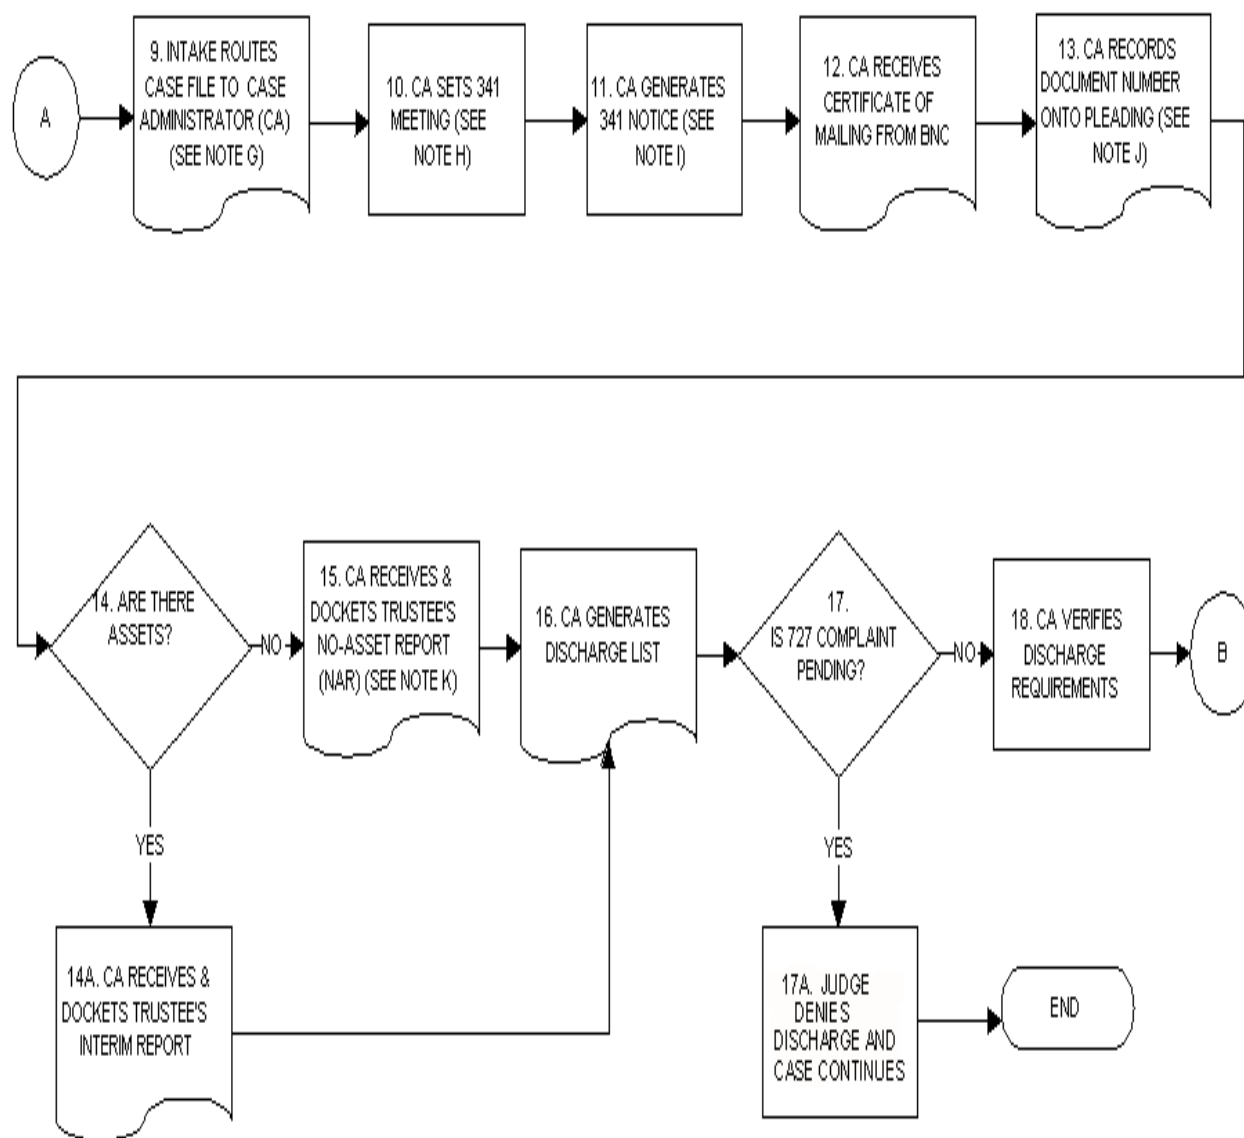 A
9. INTAKE ROUTES
CASE FILE TO CASE
ADMINISTRATOR (CA)
(SEE NOTE G)
10. CA SETS 341
MEETING (SEE
NOTE H)
11. CA GENERATES
341 NOTICE (SEE
NOTE I)
12. CA RECEIVES
CERTIFICATE OF
MAILING FROM BNC
13. CA RECORDS
DOCUMENT NUMBER
ONTO PLEADING (SEE
NOTE J)
14. ARE THERE
ASSETS?
NO
15. CA RECEIVES &
DOCKETS TRUSTEE'S
NO-ASSET REPORT
(NAR) (SEE NOTE K)
16. CA GENERATES
DISCHARGE LIST
17.
IS 727 COMPLAINT
PENDING?
NO
18. CA VERIFIES
DISCHARGE
REQUIREMENTS
B
YES
YES
14A. CA RECEIVES &
DOCKETS TRUSTEE'S
INTERIM REPORT
17A. JUDGE
DENIES
DISCHARGE AND
CASE CONTINUES
END